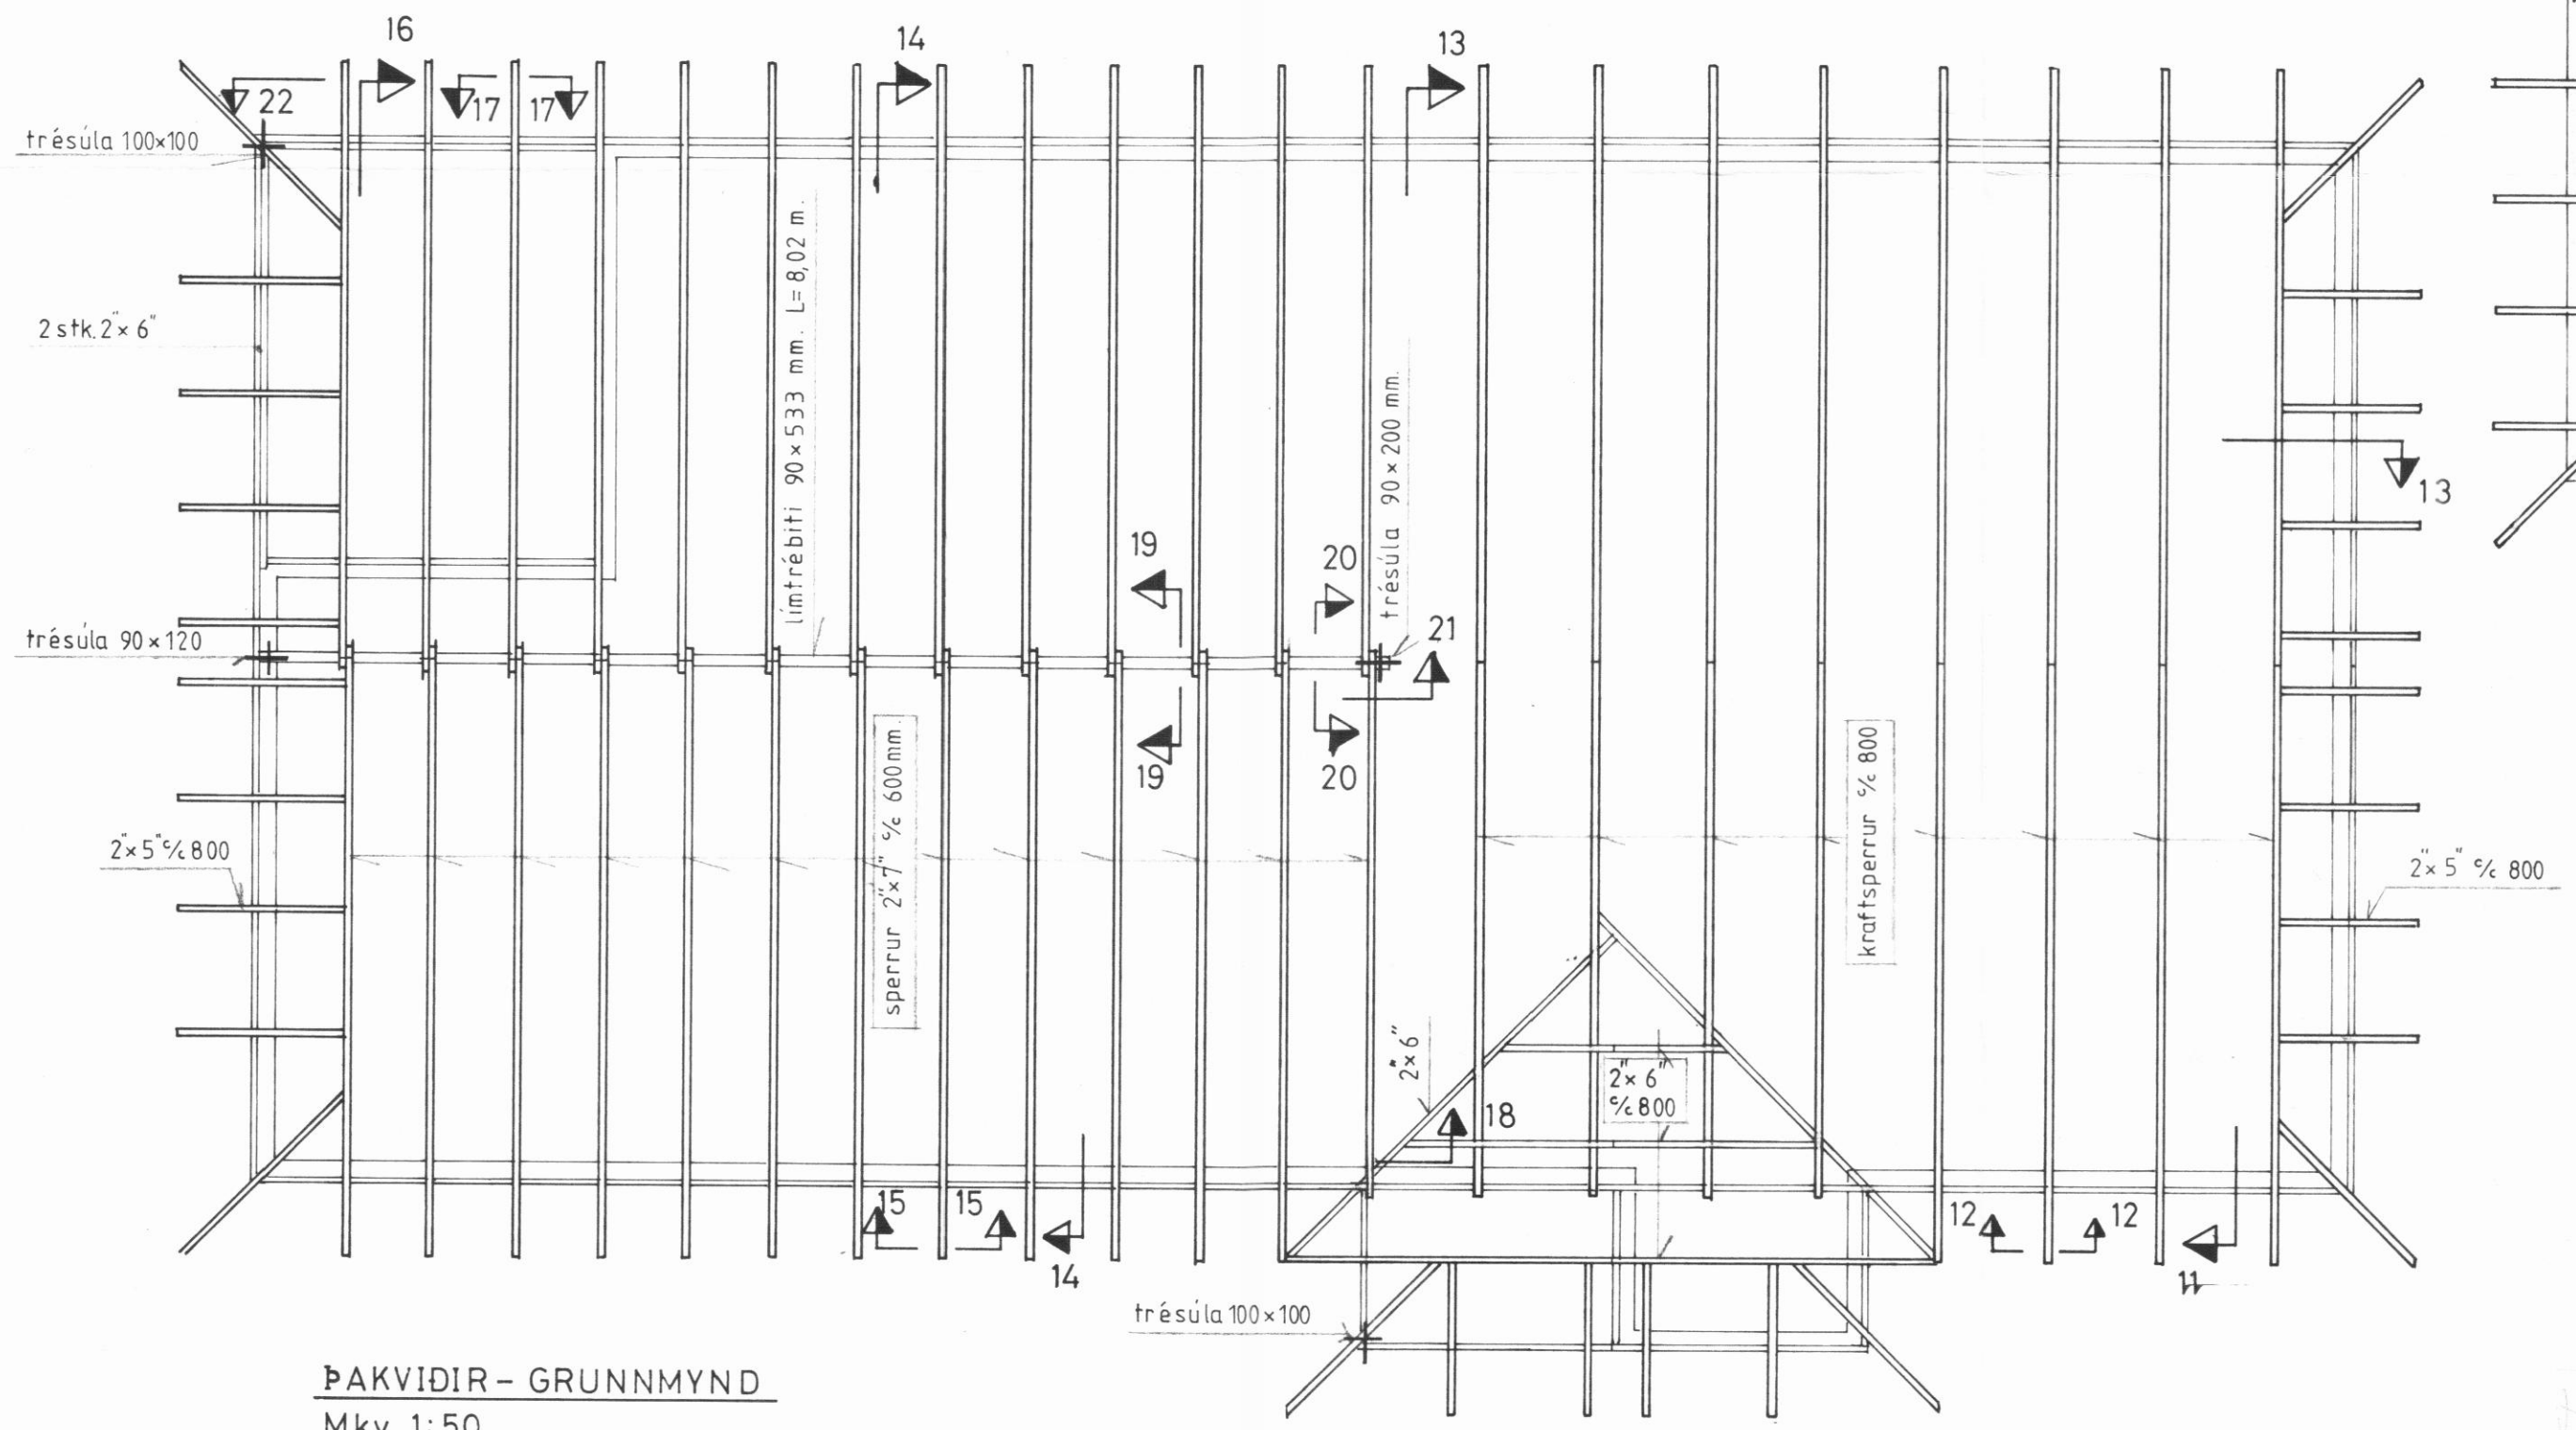 16
14
13
22
17
17
trésúla 100×100
2 stk. 2"× 6"
límtrébiti 90×533 mm. L= 8,02 m.
trésúla 90×200 mm.
13
19
20
21
trésúla 90×120
19
20
sperrur 2"×7" c/c 600mm
kraftsperrur c/c 800
2"×5" c/c 800
2"× 5" c/c 800
2"×6"
2"× 6"
c/c 800
18
15
15
14
12
12
11
trésúla 100×100
ÞAKVIÐIR – GRUNNMYND
Mkv. 1:50